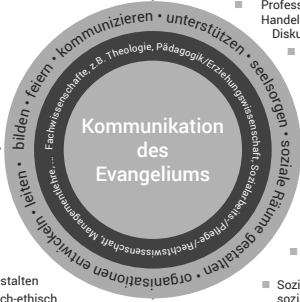 Profess
Handel
Disku
kommunizieren • unterstützen • seelsorgen • soziale Räume gestalten • organisationen entwickeln • leiten • bilden • feiern •
Fachwissenschafte, z.B. Theologie, Pädagogik/Erziehungswissenschaft, Sozialarbeits-/Pflege-/Rechtswissenschaft, Managementlehre, ...
Kommunikation
des
Evangeliums
stalten
ch-ethisch
Sozi
sozi